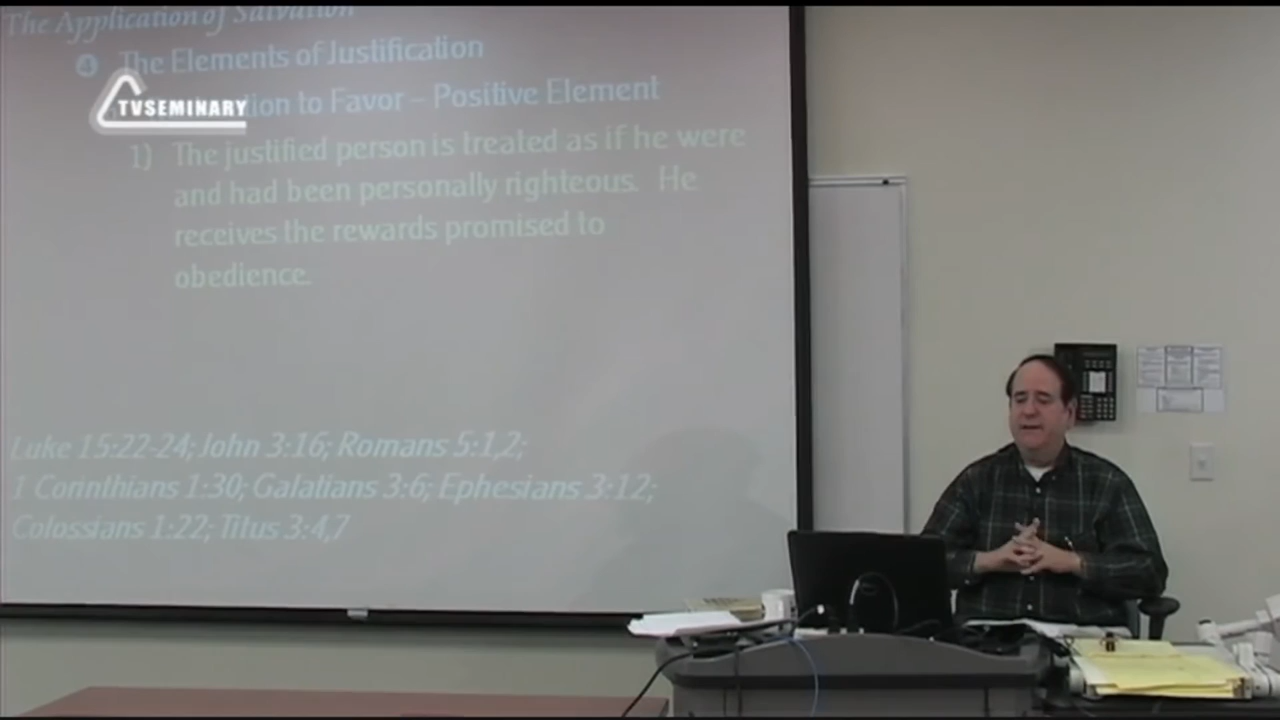 The Application of Salvation
4 The Elements of Justification
tion to Favor – Positive Element
TVSEMINARY
1) The justified person is treated as if he were
and had been personally righteous. He
receives the rewards promised to
obedience.
Luke 15:22-24; John 3:16; Romans 5:1,2;
1 Corinthians 1:30; Galatians 3:6; Ephesians 3:12;
Colossians 1:22; Titus 3:4,7